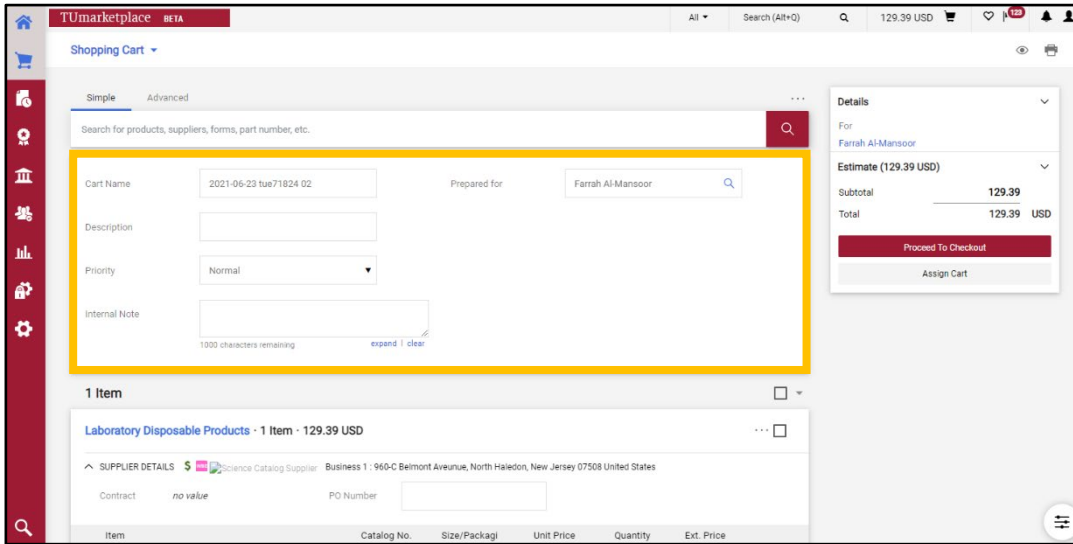 TUmarketplace BETA
All
Search (Alt+Q)
129.39 USD
123
Shopping Cart
Simple Advanced
...
Search for products, suppliers, forms, part number, etc.
Cart Name 2021-06-23 tue71824 02 Prepared for Farrah Al-Mansoor
Description
Priority Normal
Internal Note
1000 characters remaining expand | clear
1 Item
Laboratory Disposable Products · 1 Item · 129.39 USD ...
SUPPLIER DETAILS $ Science Catalog Supplier Business 1 : 960-C Belmont Aveunue, North Haledon, New Jersey 07508 United States
Contract no value PO Number
Item Catalog No. Size/Packagi Unit Price Quantity Ext. Price
Details
For
Farrah Al-Mansoor
Estimate (129.39 USD)
Subtotal 129.39
Total 129.39 USD
Proceed To Checkout
Assign Cart